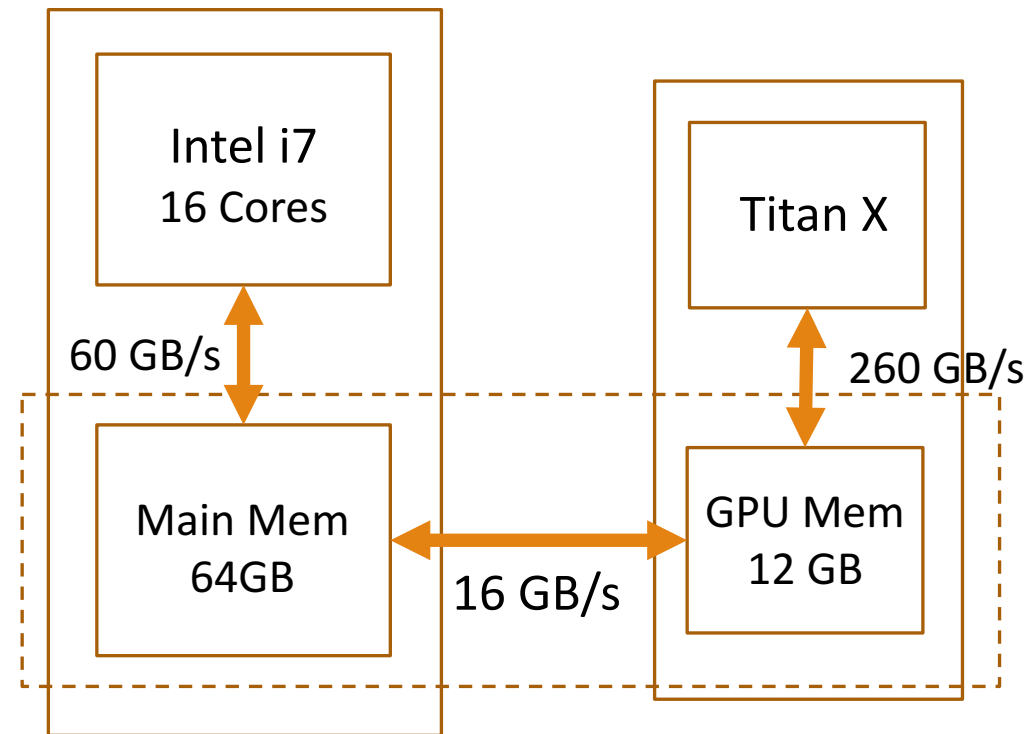 Intel i7
16 Cores
Titan X
60 GB/s
260 GB/s
Main Mem
64GB
16 GB/s
GPU Mem
12 GB